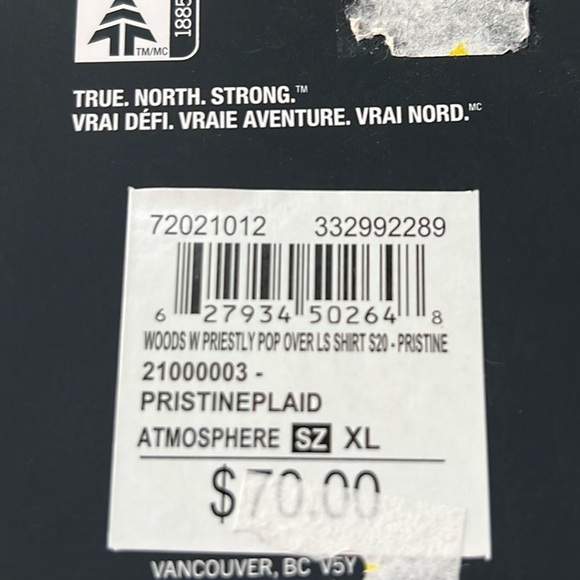 1885
TM/MC
TRUE. NORTH. STRONG.™
VRAI DÉFI. VRAIE AVENTURE. VRAI NORD.MC
72021012 332992289
6 27934 50264 8
WOODS W PRIESTLY POP OVER LS SHIRT S20 - PRISTINE
21000003 -
PRISTINEPLAID
ATMOSPHERE SZ XL
$70.00
VANCOUVER, BC V5Y